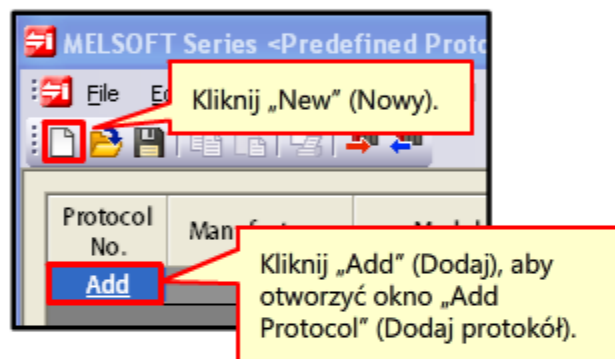 MELSOFT Series <Predefined Proto
File
Kliknij „New” (Nowy).
Protocol
No.
Add
Kliknij „Add” (Dodaj), aby
otworzyć okno „Add
Protocol” (Dodaj protokół).